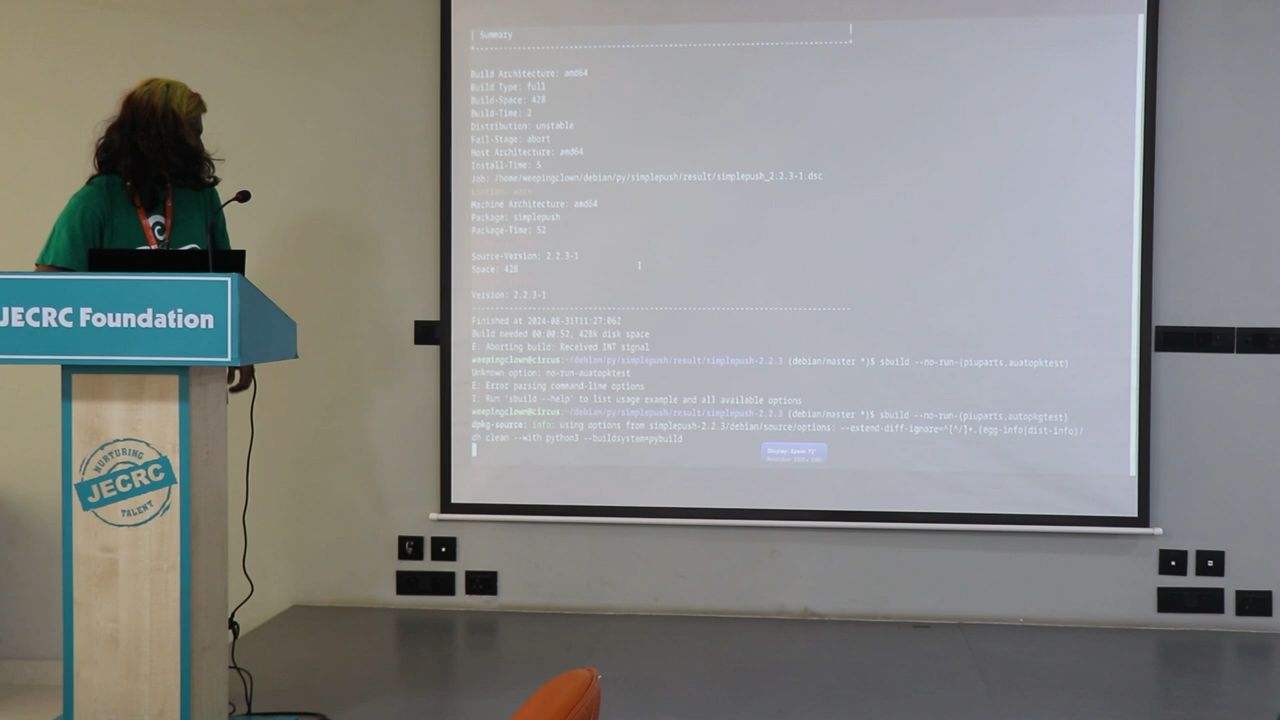 | Summary |
Build Architecture: amd64
Build Type: full
Build-Space: 428
Build-Time: 2
Distribution: unstable
Fail-Stage: abort
Host Architecture: amd64
Install-Time: 5
Job: /home/weepingclown/debian/py/simplepush/result/simplepush_2.2.3-1.dsc
Lintian: warn
Machine Architecture: amd64
Package: simplepush
Package-Time: 52
Source-Version: 2.2.3-1
Space: 428
Version: 2.2.3-1
Finished at 2024-08-31T11:27:06Z
Build needed 00:00:52, 428k disk space
E: Aborting build: Received INT signal
weepingclown@circus:~/debian/py/simplepush/result/simplepush-2.2.3 (debian/master *)$ sbuild --no-run-{piuparts,auatopktest}
Unknown option: no-run-auatopktest
E: Error parsing command-line options
I: Run 'sbuild --help' to list usage example and all available options
weepingclown@circus:~/debian/py/simplepush/result/simplepush-2.2.3 (debian/master *)$ sbuild --no-run-{piuparts,autopkgtest}
dpkg-source: info: using options from simplepush-2.2.3/debian/source/options: --extend-diff-ignore=^[^/]+.(egg-info|dist-info)/
dh clean --with python3 --buildsystem=pybuild
Display: Epson TJ"
JECRC Foundation
NURTURING
JECRC
TALENT